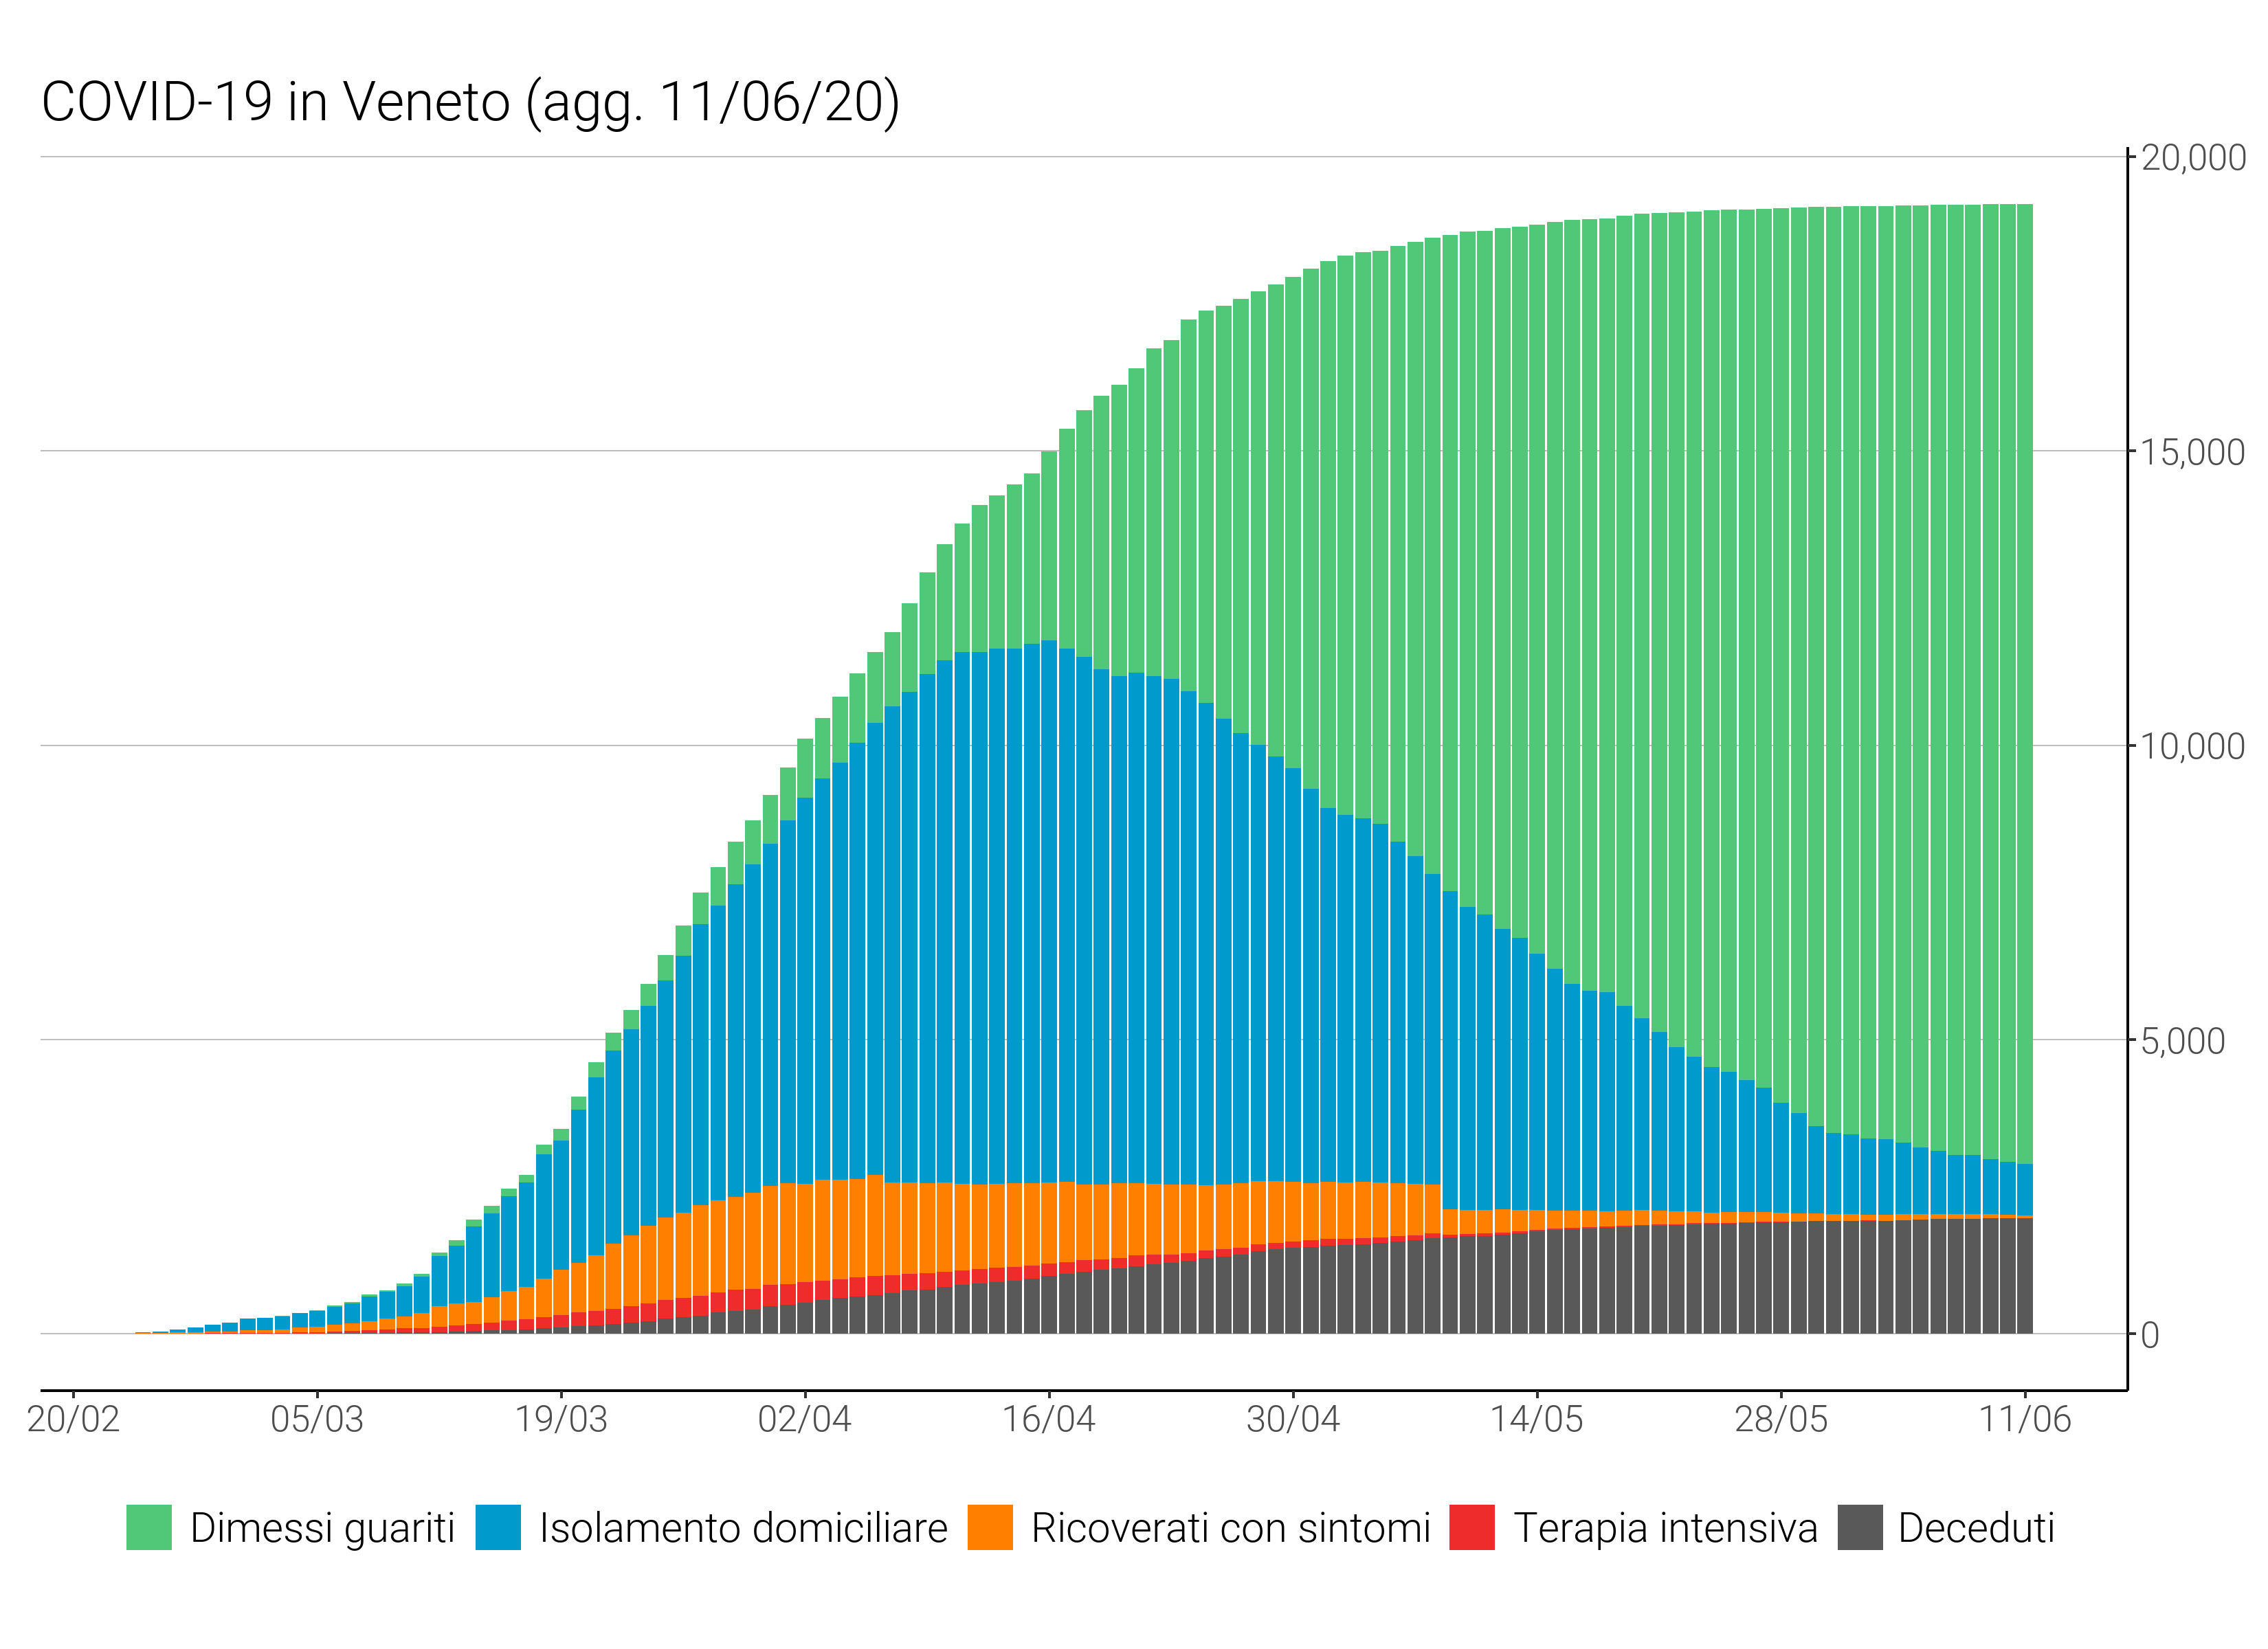 COVID-19 in Veneto (agg. 11/06/20)
20,000
15,000
10,000
5,000
0
20/02 05/03 19/03 02/04 16/04 30/04 14/05 28/05 11/06
Dimessi guariti Isolamento domiciliare Ricoverati con sintomi Terapia intensiva Deceduti